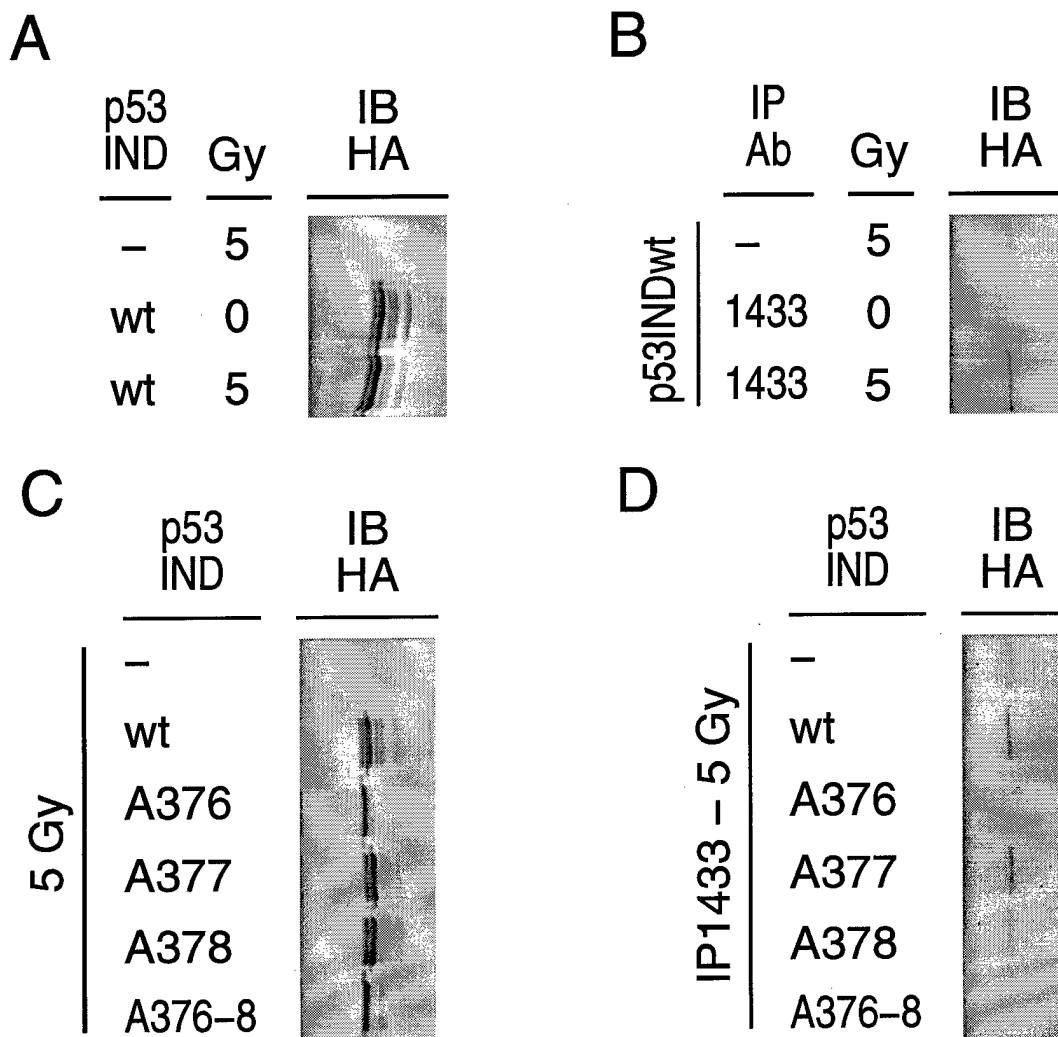 A
p53 IND
Gy
IB HA
– 5
wt 0
wt 5
B
IP Ab
Gy
IB HA
p53INDwt
– 5
1433 0
1433 5
C
p53 IND
IB HA
5 Gy
–
wt
A376
A377
A378
A376–8
D
p53 IND
IB HA
IP1433 – 5 Gy
–
wt
A376
A377
A378
A376–8